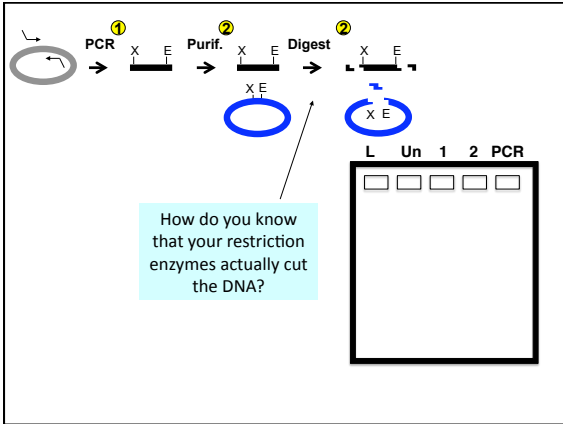 1 2 2
PCR Purif. Digest
X E X E X E
X E
X E
L Un 1 2 PCR
How do you know
that your restriction
enzymes actually cut
the DNA?